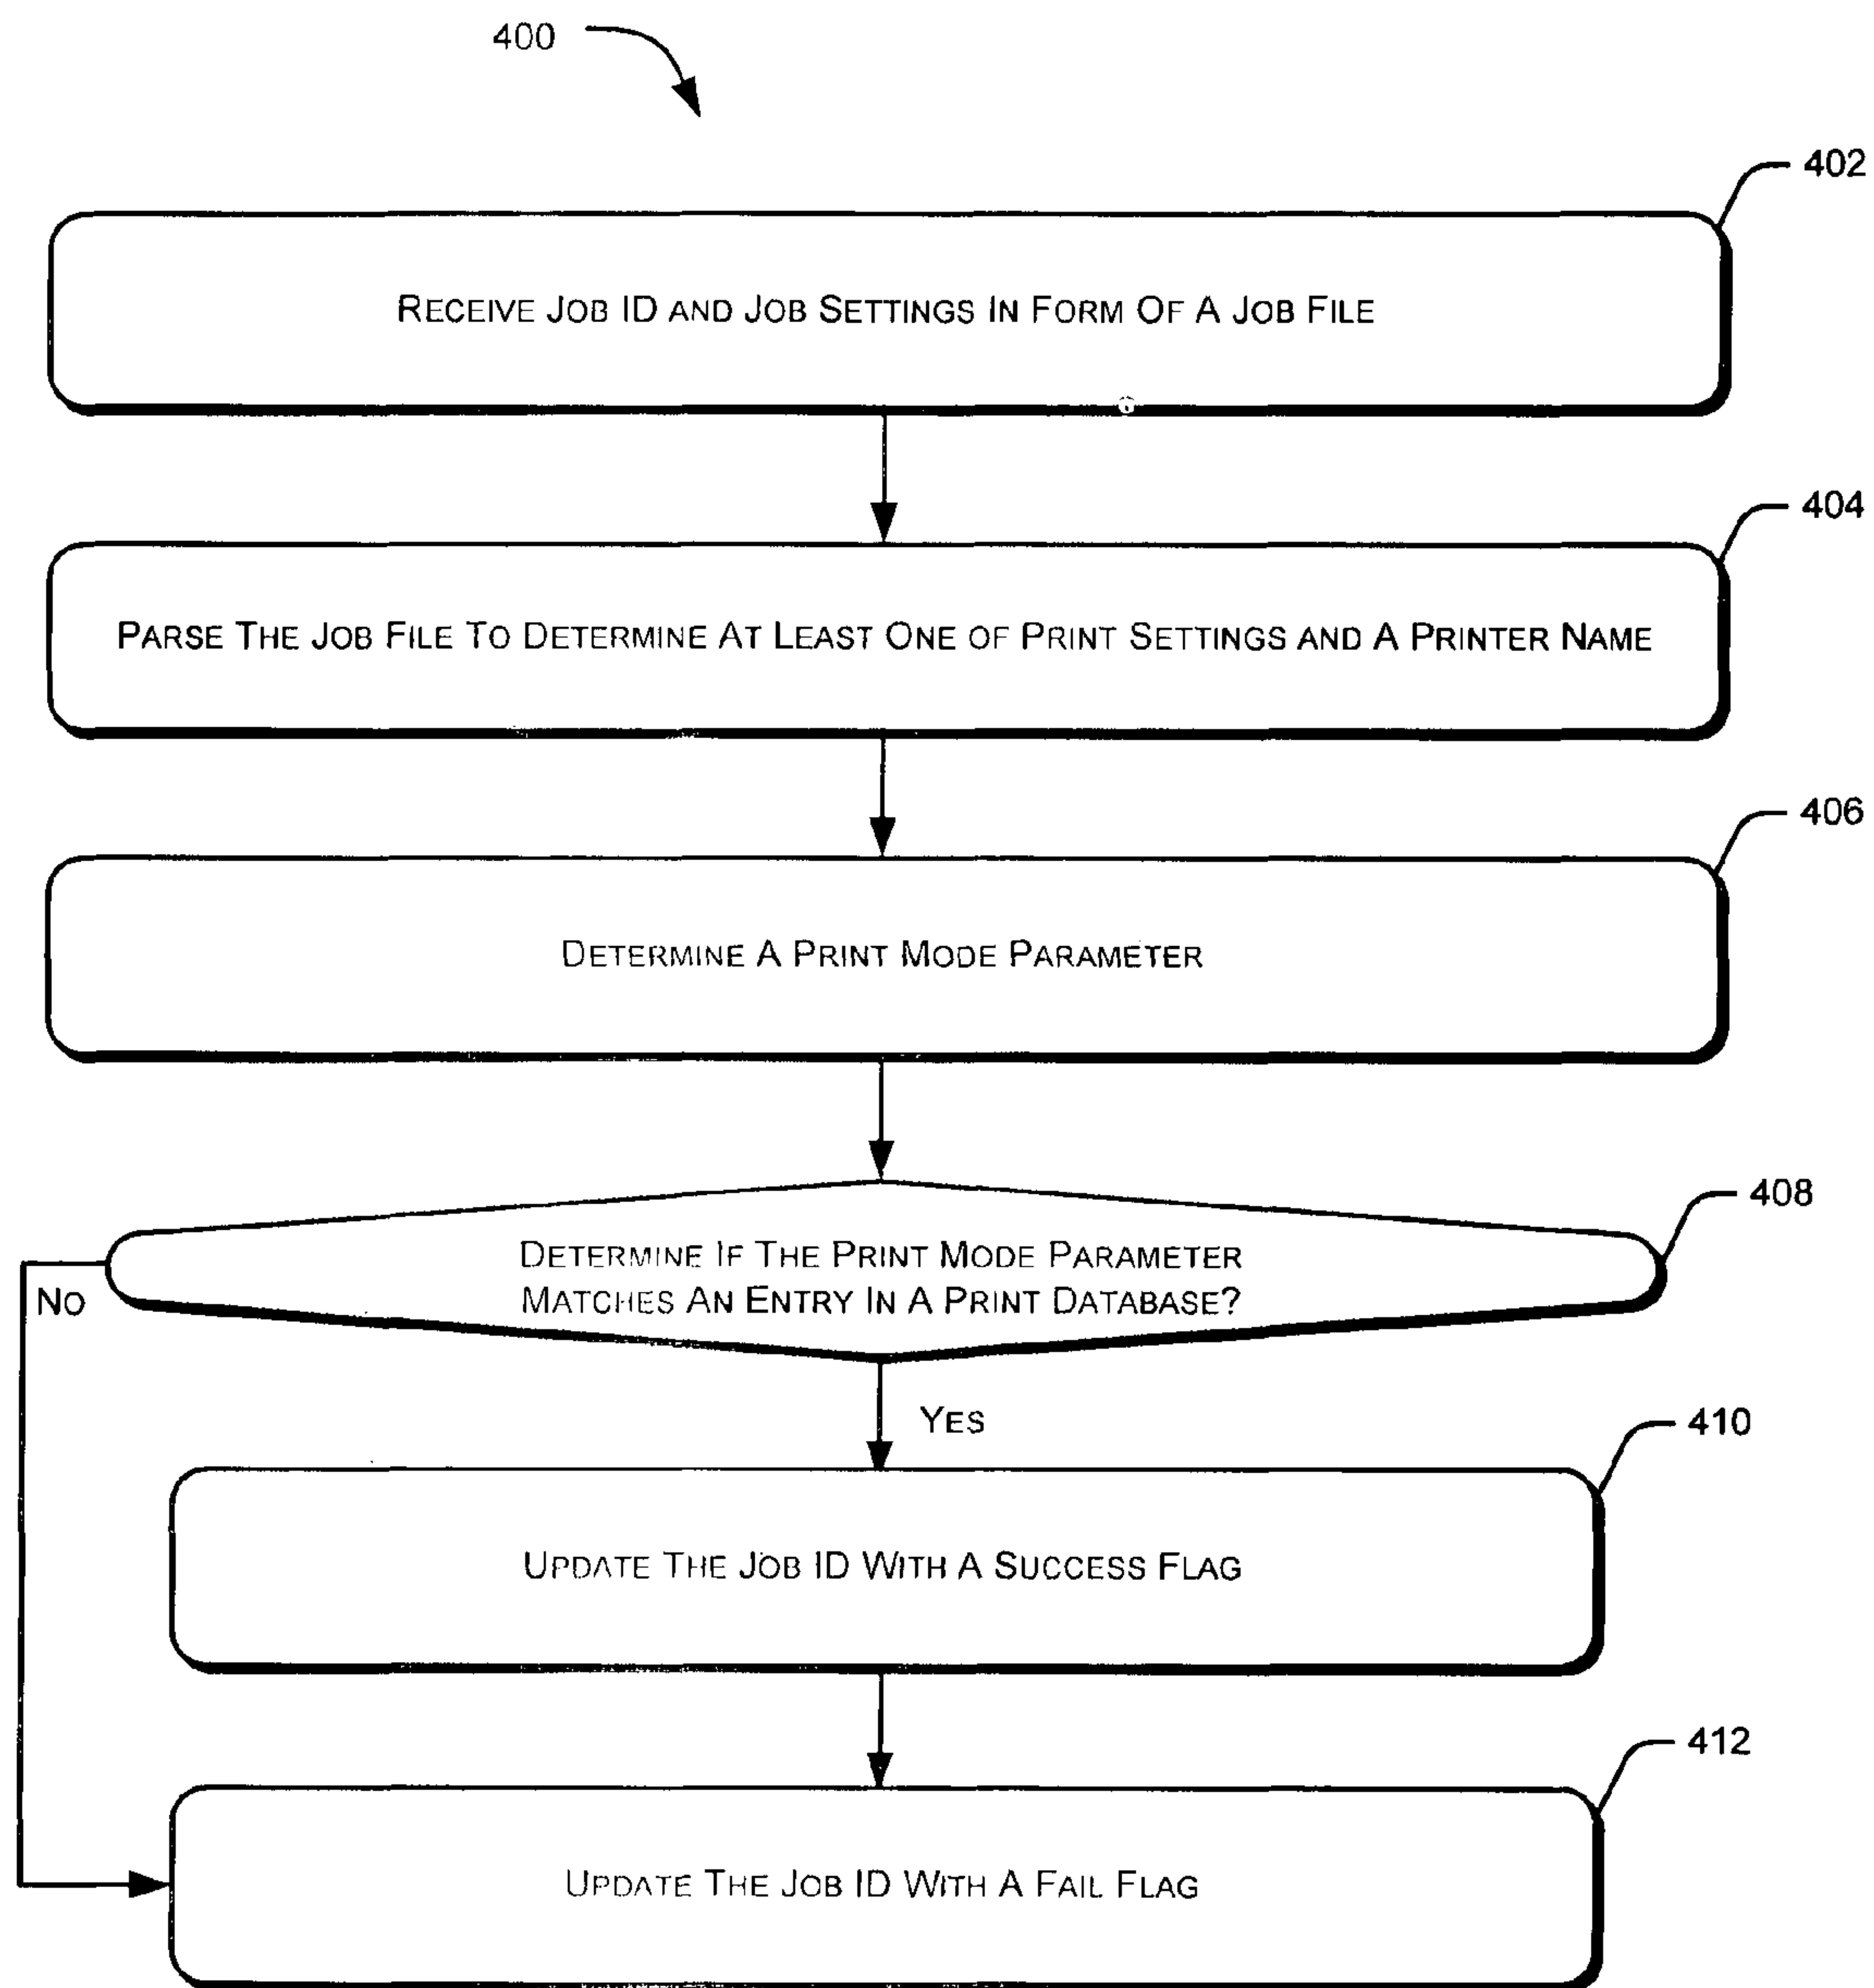 400
402
RECEIVE JOB ID AND JOB SETTINGS IN FORM OF A JOB FILE
404
PARSE THE JOB FILE TO DETERMINE AT LEAST ONE OF PRINT SETTINGS AND A PRINTER NAME
406
DETERMINE A PRINT MODE PARAMETER
408
DETERMINE IF THE PRINT MODE PARAMETER
MATCHES AN ENTRY IN A PRINT DATABASE?
NO
YES
410
UPDATE THE JOB ID WITH A SUCCESS FLAG
412
UPDATE THE JOB ID WITH A FAIL FLAG